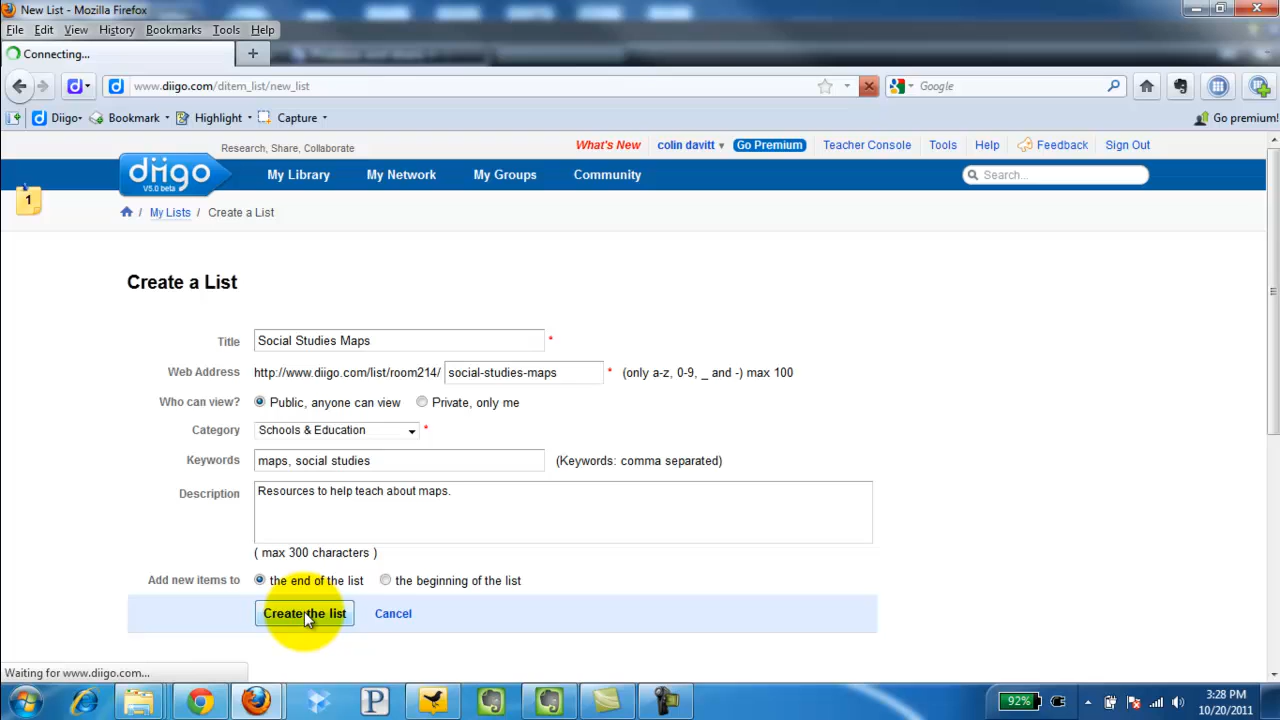 New List - Mozilla Firefox
File Edit View History Bookmarks Tools Help
Connecting...
www.diigo.com/ditem_list/new_list
Google
Diigo Bookmark Highlight Capture Go premium!
Research, Share, Collaborate
What's New colin davitt Go Premium Teacher Console Tools Help Feedback Sign Out
diigo
V5.0 beta
My Library My Network My Groups Community Search...
1
/ My Lists / Create a List
Create a List
Title Social Studies Maps *
Web Address http://www.diigo.com/list/room214/ social-studies-maps * (only a-z, 0-9, _ and -) max 100
Who can view? Public, anyone can view Private, only me
Category Schools & Education *
Keywords maps, social studies (Keywords: comma separated)
Description Resources to help teach about maps.
( max 300 characters )
Add new items to the end of the list the beginning of the list
Create the list Cancel
Waiting for www.diigo.com...
92%
3:28 PM
10/20/2011